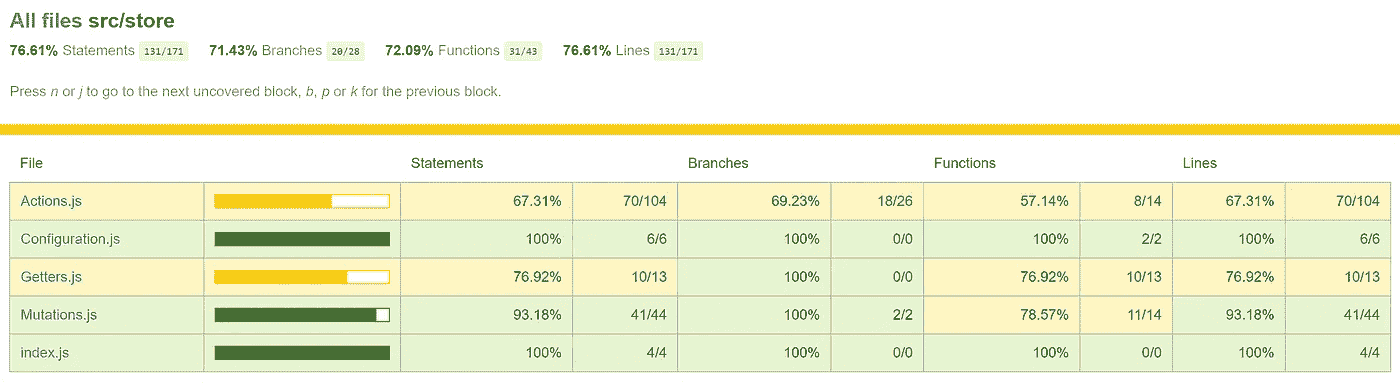 All files src/store
76.61% Statements 131/171 71.43% Branches 20/28 72.09% Functions 31/43 76.61% Lines 131/171
Press n or j to go to the next uncovered block, b, p or k for the previous block.
File Statements Branches Functions Lines
Actions.js 67.31% 70/104 69.23% 18/26 57.14% 8/14 67.31% 70/104
Configuration.js 100% 6/6 100% 0/0 100% 2/2 100% 6/6
Getters.js 76.92% 10/13 100% 0/0 76.92% 10/13 76.92% 10/13
Mutations.js 93.18% 41/44 100% 2/2 78.57% 11/14 93.18% 41/44
index.js 100% 4/4 100% 0/0 100% 0/0 100% 4/4